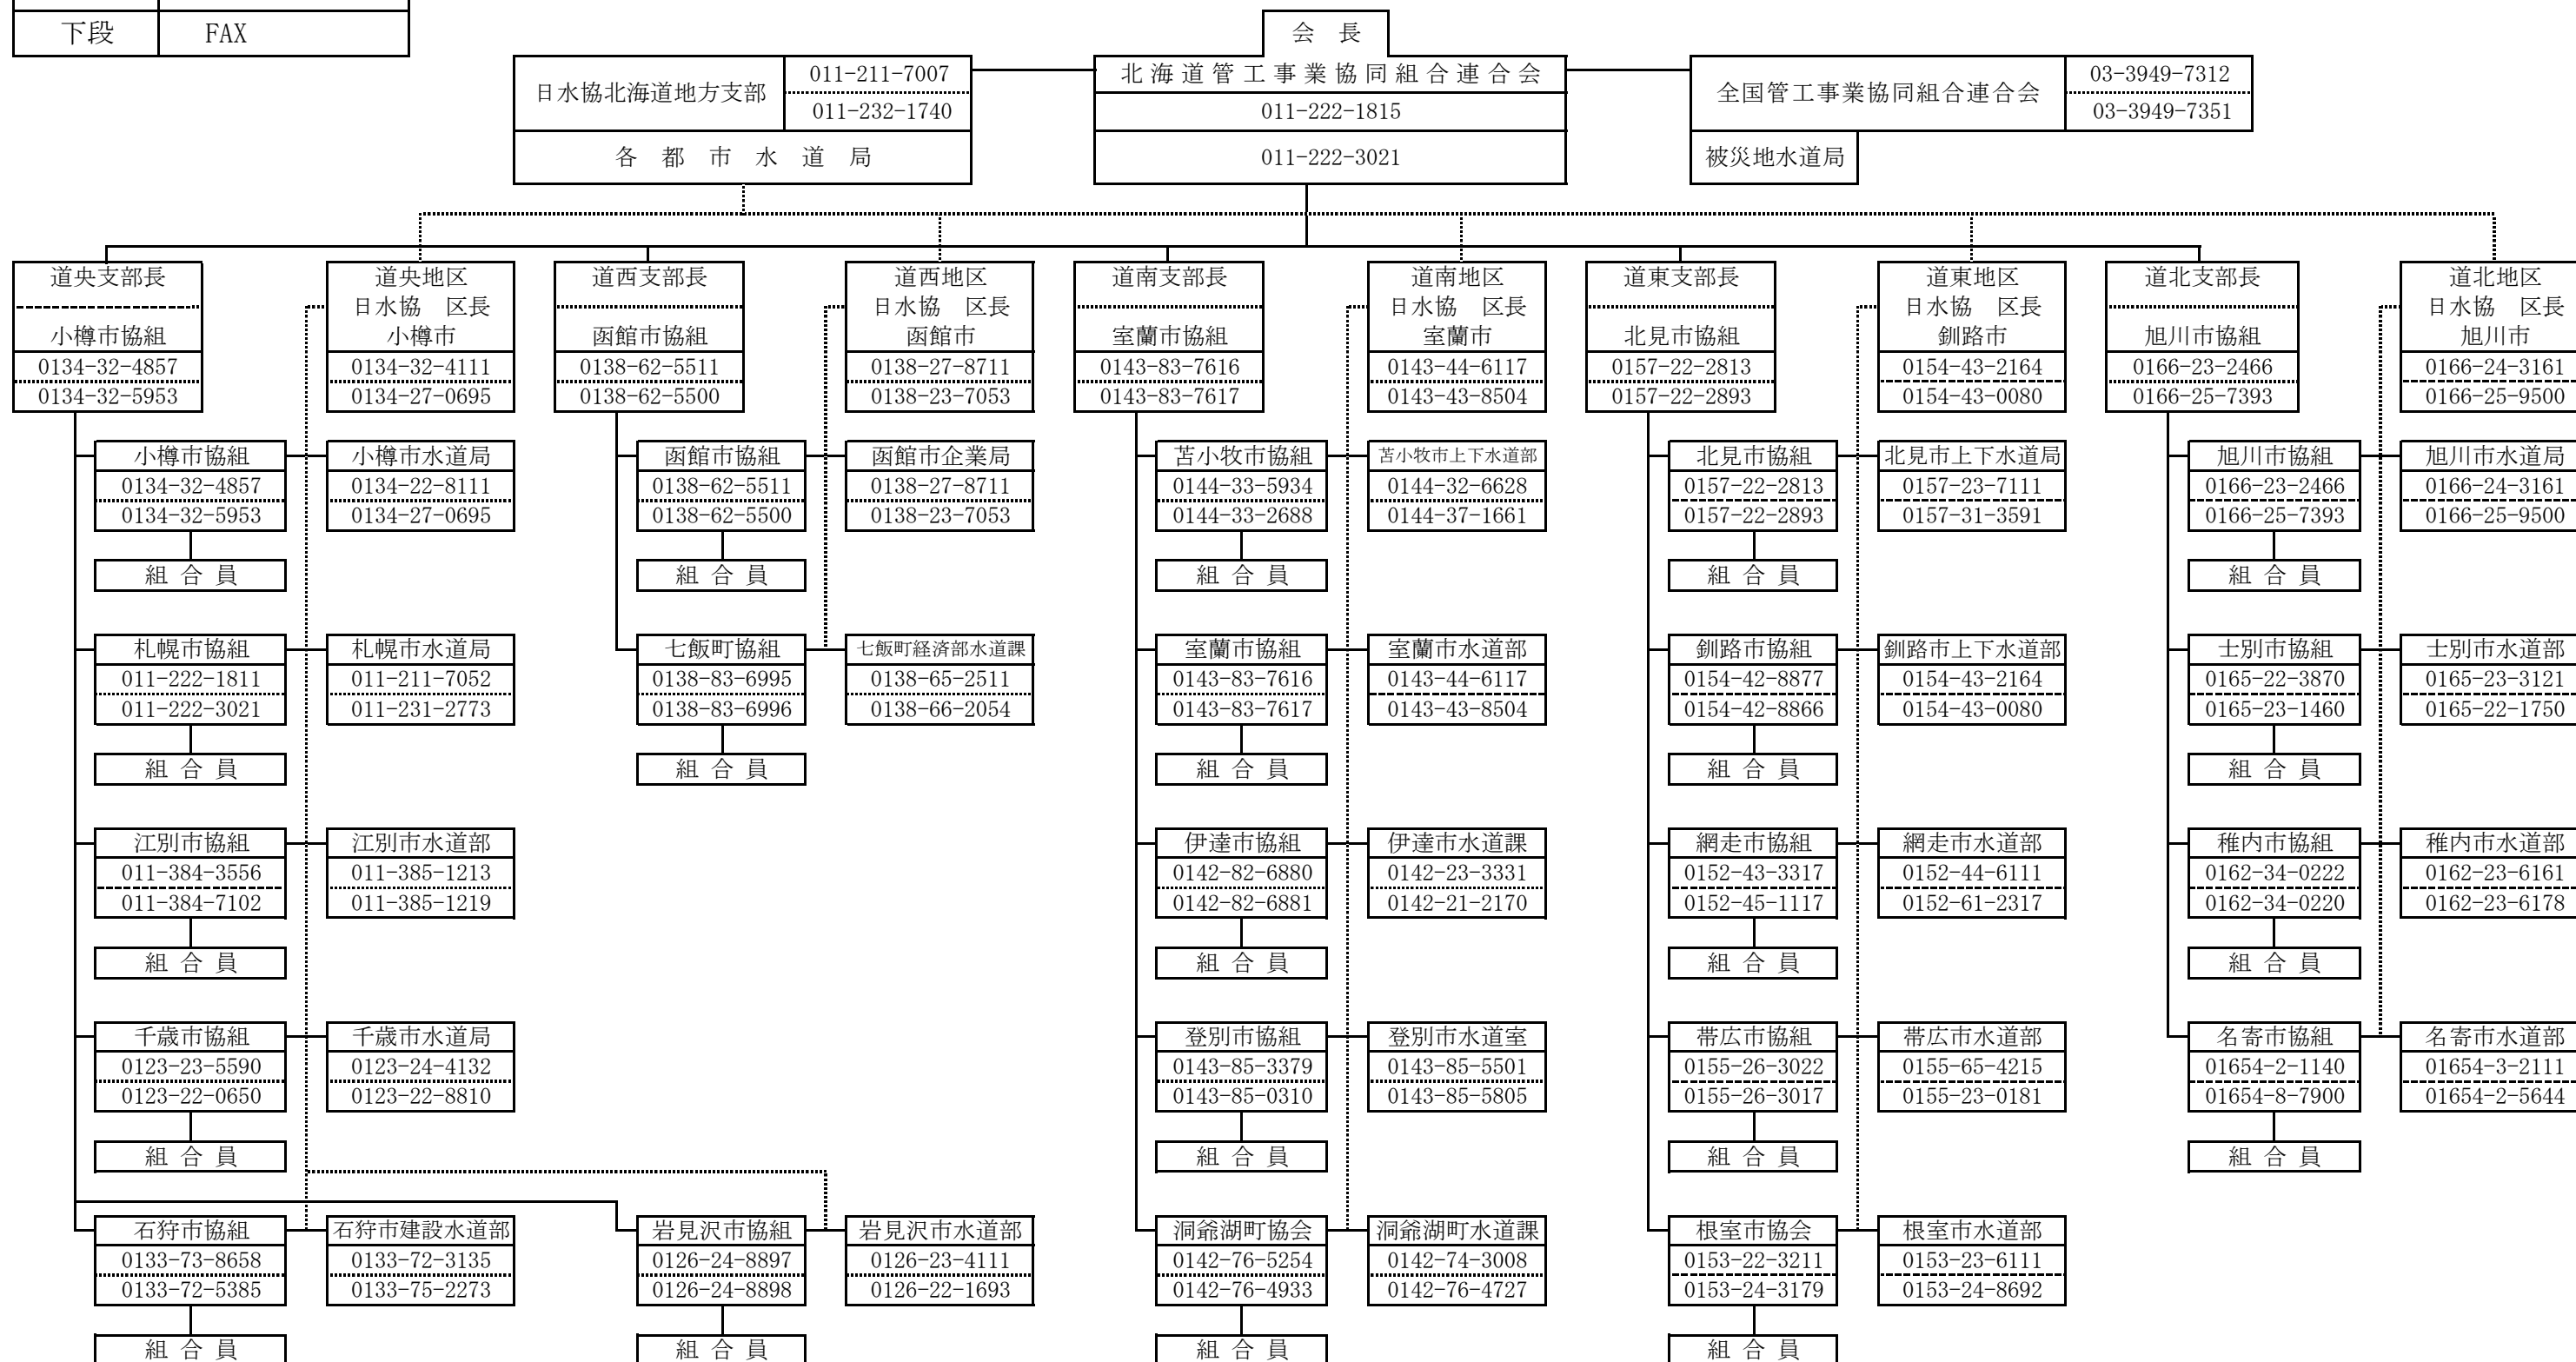 下段 FAX
会 長
日水協北海道地方支部
011-211-7007
011-232-1740
各 都 市 水 道 局
北海道管工事業協同組合連合会
011-222-1815
011-222-3021
全国管工事業協同組合連合会
03-3949-7312
03-3949-7351
被災地水道局
道央支部長
小樽市協組
0134-32-4857
0134-32-5953
道央地区
日水協 区長
小樽市
0134-32-4111
0134-27-0695
道西支部長
函館市協組
0138-62-5511
0138-62-5500
道西地区
日水協 区長
函館市
0138-27-8711
0138-23-7053
道南支部長
室蘭市協組
0143-83-7616
0143-83-7617
道南地区
日水協 区長
室蘭市
0143-44-6117
0143-43-8504
道東支部長
北見市協組
0157-22-2813
0157-22-2893
道東地区
日水協 区長
釧路市
0154-43-2164
0154-43-0080
道北支部長
旭川市協組
0166-23-2466
0166-25-7393
道北地区
日水協 区長
旭川市
0166-24-3161
0166-25-9500
小樽市協組
0134-32-4857
0134-32-5953
組 合 員
小樽市水道局
0134-22-8111
0134-27-0695
函館市協組
0138-62-5511
0138-62-5500
組 合 員
函館市企業局
0138-27-8711
0138-23-7053
苫小牧市協組
0144-33-5934
0144-33-2688
組 合 員
苫小牧市上下水道部
0144-32-6628
0144-37-1661
北見市協組
0157-22-2813
0157-22-2893
組 合 員
北見市上下水道局
0157-23-7111
0157-31-3591
旭川市協組
0166-23-2466
0166-25-7393
組 合 員
旭川市水道局
0166-24-3161
0166-25-9500
札幌市協組
011-222-1811
011-222-3021
組 合 員
札幌市水道局
011-211-7052
011-231-2773
七飯町協組
0138-83-6995
0138-83-6996
組 合 員
七飯町経済部水道課
0138-65-2511
0138-66-2054
室蘭市協組
0143-83-7616
0143-83-7617
組 合 員
室蘭市水道部
0143-44-6117
0143-43-8504
釧路市協組
0154-42-8877
0154-42-8866
組 合 員
釧路市上下水道部
0154-43-2164
0154-43-0080
士別市協組
0165-22-3870
0165-23-1460
組 合 員
士別市水道部
0165-23-3121
0165-22-1750
江別市協組
011-384-3556
011-384-7102
組 合 員
江別市水道部
011-385-1213
011-385-1219
伊達市協組
0142-82-6880
0142-82-6881
組 合 員
伊達市水道課
0142-23-3331
0142-21-2170
網走市協組
0152-43-3317
0152-45-1117
組 合 員
網走市水道部
0152-44-6111
0152-61-2317
稚内市協組
0162-34-0222
0162-34-0220
組 合 員
稚内市水道部
0162-23-6161
0162-23-6178
千歳市協組
0123-23-5590
0123-22-0650
組 合 員
千歳市水道局
0123-24-4132
0123-22-8810
登別市協組
0143-85-3379
0143-85-0310
組 合 員
登別市水道室
0143-85-5501
0143-85-5805
帯広市協組
0155-26-3022
0155-26-3017
組 合 員
帯広市水道部
0155-65-4215
0155-23-0181
名寄市協組
01654-2-1140
01654-8-7900
組 合 員
名寄市水道部
01654-3-2111
01654-2-5644
石狩市協組
0133-73-8658
0133-72-5385
組 合 員
石狩市建設水道部
0133-72-3135
0133-75-2273
岩見沢市協組
0126-24-8897
0126-24-8898
組 合 員
岩見沢市水道部
0126-23-4111
0126-22-1693
洞爺湖町協会
0142-76-5254
0142-76-4933
組 合 員
洞爺湖町水道課
0142-74-3008
0142-76-4727
根室市協会
0153-22-3211
0153-24-3179
組 合 員
根室市水道部
0153-23-6111
0153-24-8692